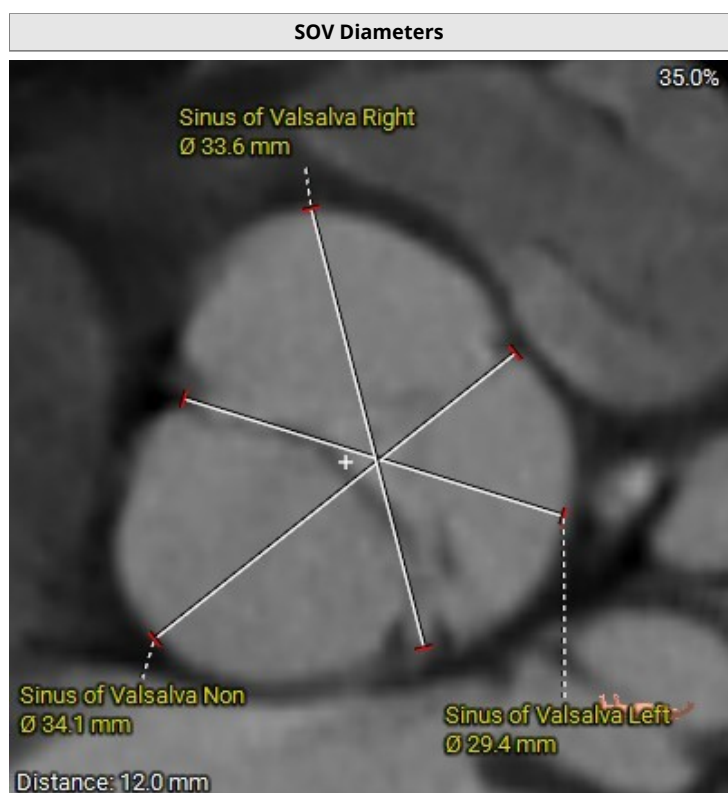 SOV Diameters
35.0%
Sinus of Valsalva Right
Ø 33.6 mm
Sinus of Valsalva Non
Ø 34.1 mm
Sinus of Valsalva Left
Ø 29.4 mm
Distance: 12.0 mm